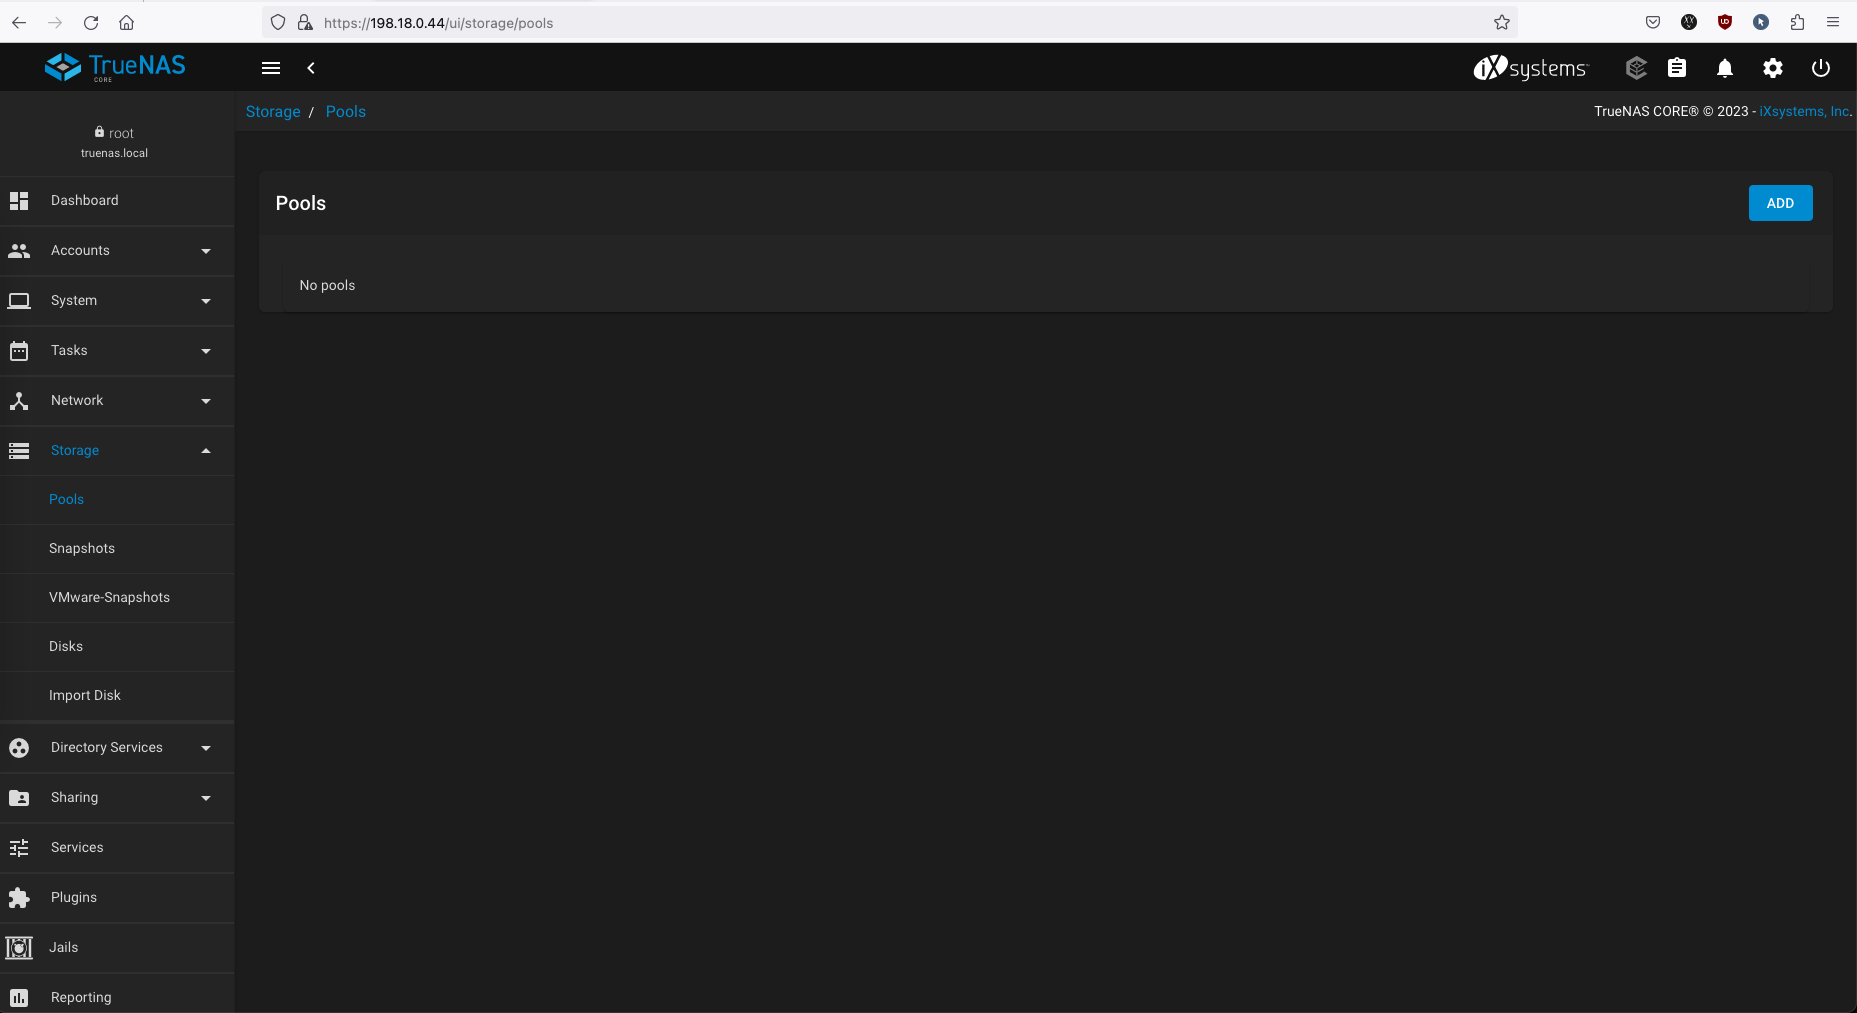 https://198.18.0.44/ui/storage/pools
TrueNAS
CORE
iXsystems™
Storage / Pools
TrueNAS CORE® © 2023 - iXsystems, Inc.
root
truenas.local
Dashboard
Accounts
System
Tasks
Network
Storage
Pools
Snapshots
VMware-Snapshots
Disks
Import Disk
Directory Services
Sharing
Services
Plugins
Jails
Reporting
Pools
ADD
No pools